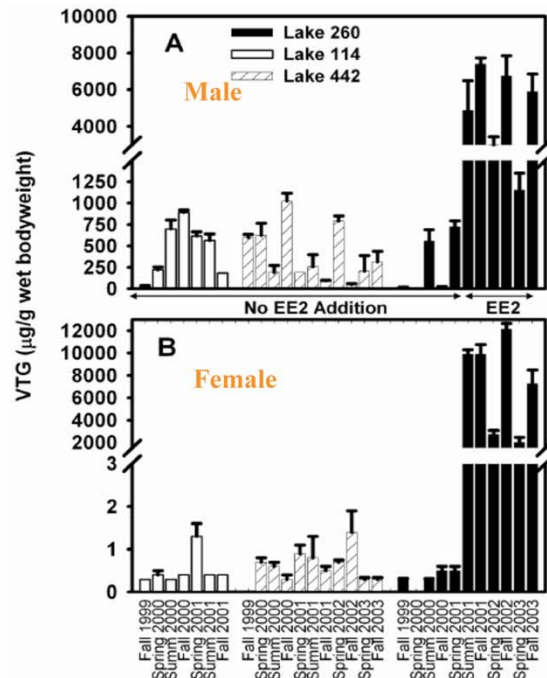 10000
8000
6000
4000
1250
1000
750
500
250
0
A
Male
Lake 260
Lake 114
Lake 442
No EE2 Addition
EE2
VTG (µg/g wet bodyweight)
12000
10000
8000
6000
4000
2000
3
2
1
0
B
Female
Fall 1999
Spring 2000
Summ 2000
Fall 2000
Spring 2001
Summ 2001
Fall 2001
Fall 1999
Spring 2000
Summ 2000
Fall 2000
Spring 2001
Summ 2001
Fall 2001
Spring 2002
Fall 2002
Spring 2003
Fall 2003
Fall 1999
Spring 2000
Summ 2000
Fall 2000
Spring 2001
Summ 2001
Fall 2001
Spring 2002
Fall 2002
Spring 2003
Fall 2003